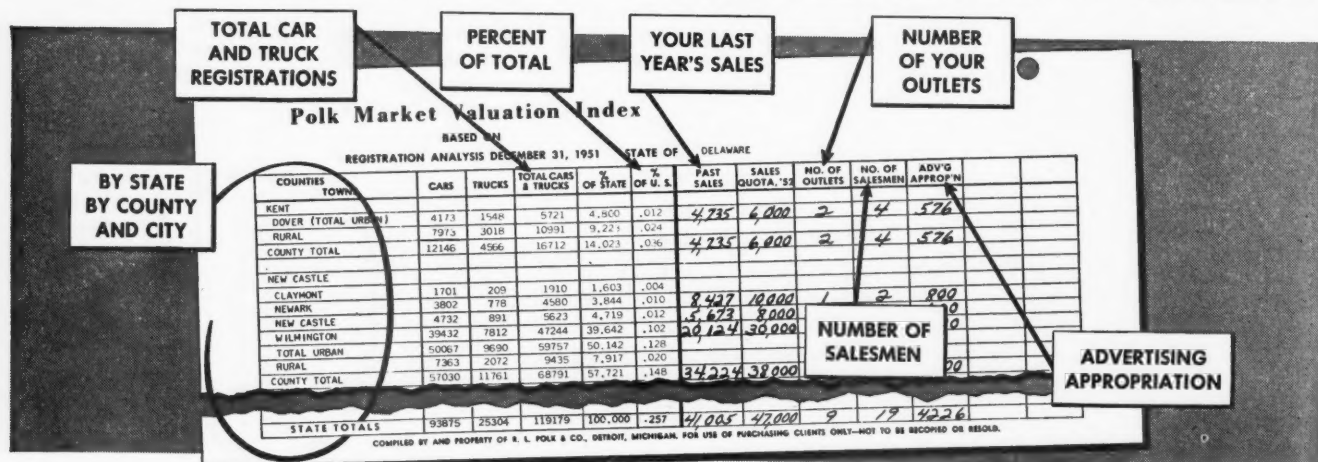 TOTAL CAR
AND TRUCK
REGISTRATIONS
PERCENT
OF TOTAL
YOUR LAST
YEAR'S SALES
NUMBER
OF YOUR
OUTLETS
Polk Market Valuation Index
BASED ON
REGISTRATION ANALYSIS DECEMBER 31, 1951 STATE OF DELAWARE
BY STATE
BY COUNTY
AND CITY
COUNTIES TOWNS CARS TRUCKS TOTAL CARS & TRUCKS % OF STATE % OF U. S. PAST SALES SALES QUOTA, '52 NO. OF OUTLETS NO. OF SALESMEN ADV'G APPROP'N
KENT
DOVER (TOTAL URBAN) 4173 1548 5721 4.800 .012 4,735 6,000 2 4 576
RURAL 7973 3018 10991 9.223 .024
COUNTY TOTAL 12146 4566 16712 14.023 .036 4,735 6,000 2 4 576
NEW CASTLE
CLAYMONT 1701 209 1910 1.603 .004
NEWARK 3802 778 4580 3.844 .010 8,427 10,000 1 2 800
NEW CASTLE 4732 891 5623 4.719 .012 5,673 8,000
WILMINGTON 39432 7812 47244 39.642 .102 20,124 30,000
TOTAL URBAN 50067 9690 59757 50.142 .128
RURAL 7363 2072 9435 7.917 .020
COUNTY TOTAL 57030 11761 68791 57.721 .148 34,224 38,000
NUMBER OF
SALESMEN
ADVERTISING
APPROPRIATION
STATE TOTALS 93875 25304 119179 100.000 .257 41,005 47,000 9 19 4226
COMPILED BY AND PROPERTY OF R. L. POLK & CO., DETROIT, MICHIGAN. FOR USE OF PURCHASING CLIENTS ONLY—NOT TO BE RECOPIED OR RESOLD.